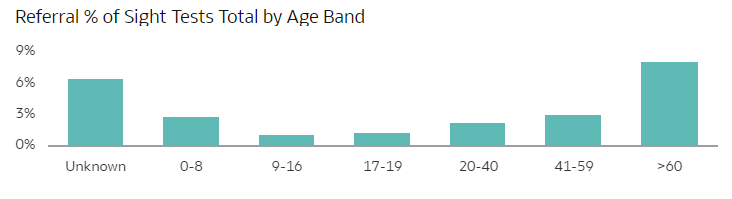 Referral % of Sight Tests Total by Age Band
9%
6%
3%
0%
Unknown 0-8 9-16 17-19 20-40 41-59 >60